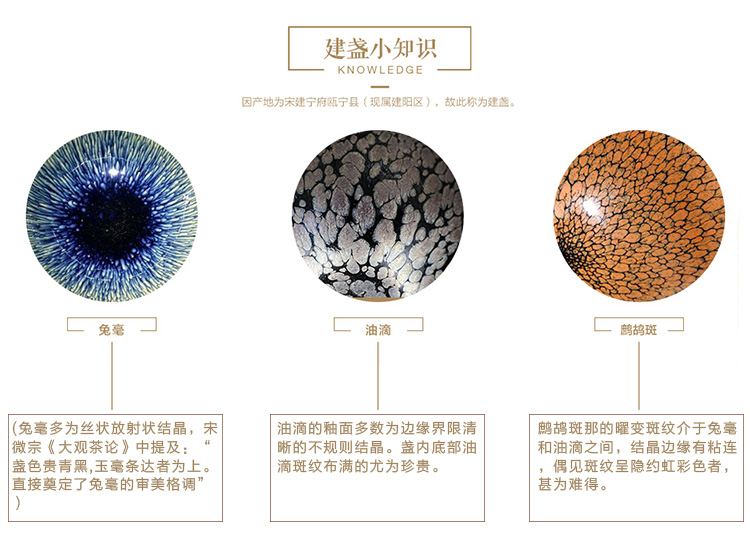 建盏小知识
KNOWLEDGE
因产地为宋建宁府瓯宁县（现属建阳区），故此称为建盏。
兔毫
油滴
鹧鸪斑
(兔毫多为丝状放射状结晶，宋
微宗《大观茶论》中提及：“
盏色贵青黑,玉毫条达者为上。
直接奠定了兔毫的审美格调”
)
油滴的釉面多数为边缘界限清
晰的不规则结晶。盏内底部油
滴斑纹布满的尤为珍贵。
鹧鸪斑那的曜变斑纹介于兔毫
和油滴之间，结晶边缘有粘连
，偶见斑纹呈隐约虹彩色者，
甚为难得。